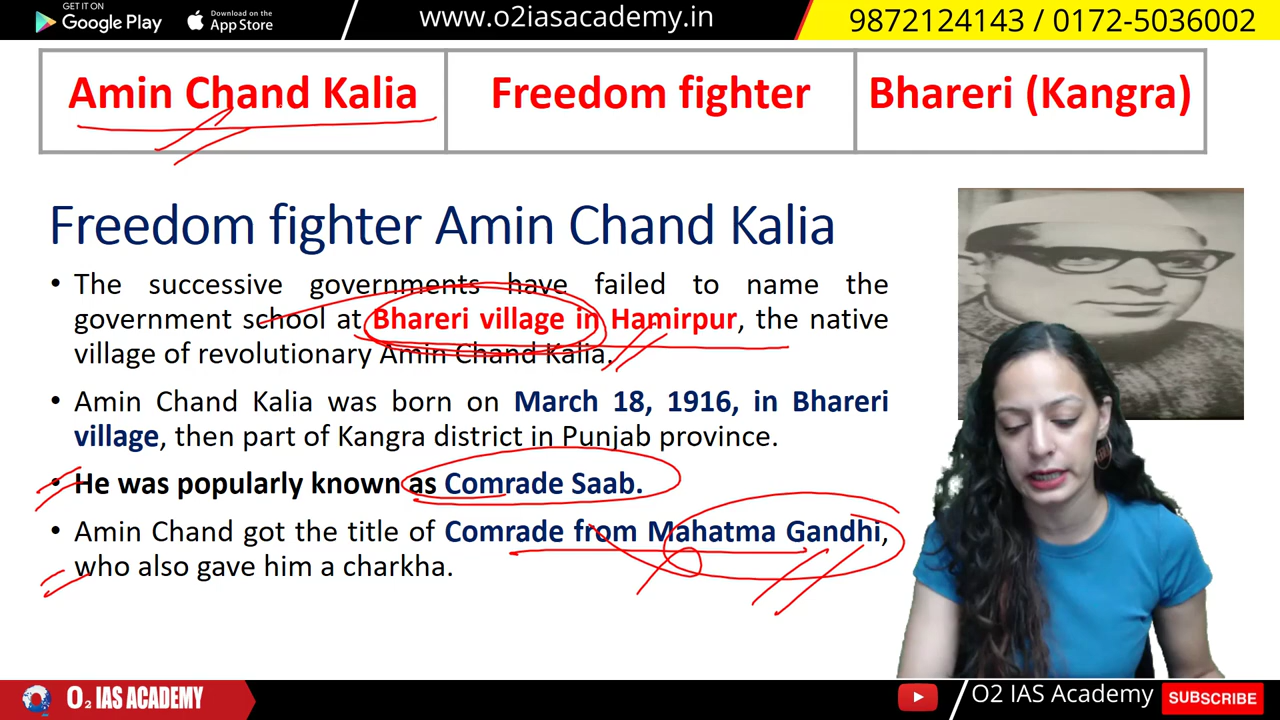 GET IT ON
Google Play
Download on the
App Store
www.o2iasacademy.in
9872124143 / 0172-5036002
Amin Chand Kalia
Freedom fighter
Bhareri (Kangra)
Freedom fighter Amin Chand Kalia
• The successive governments have failed to name the
government school at Bhareri village in Hamirpur, the native
village of revolutionary Amin Chand Kalia.
• Amin Chand Kalia was born on March 18, 1916, in Bhareri
village, then part of Kangra district in Punjab province.
• He was popularly known as Comrade Saab.
• Amin Chand got the title of Comrade from Mahatma Gandhi,
who also gave him a charkha.
O2 IAS ACADEMY
O2 IAS Academy
SUBSCRIBE